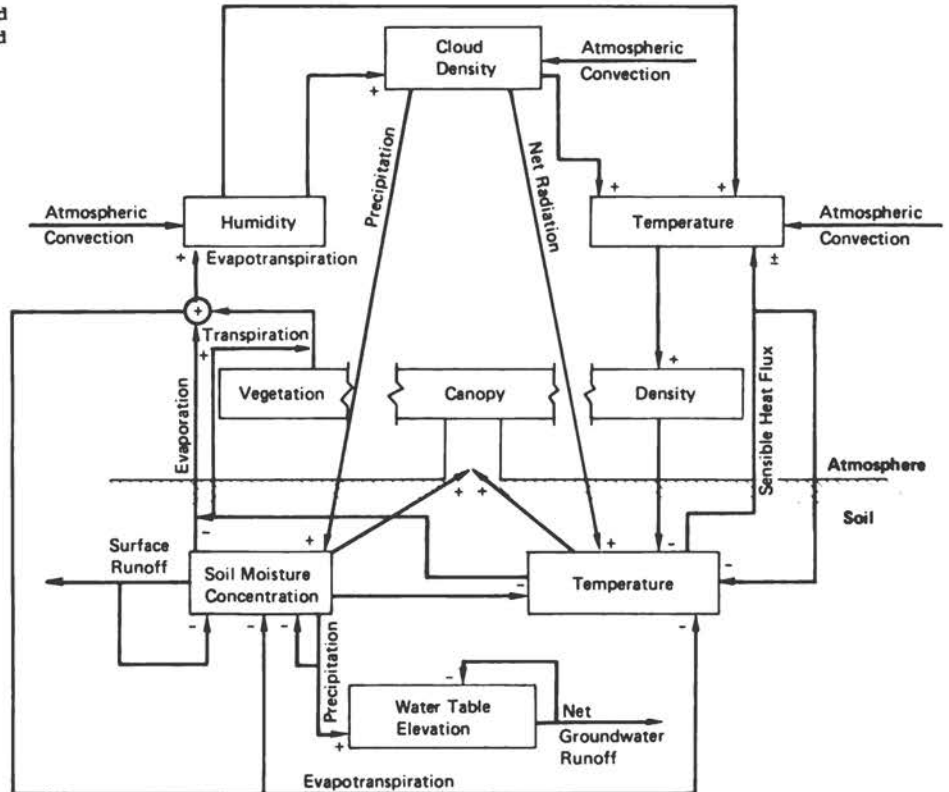 d
d
Cloud
Density
Atmospheric
Convection
+
Precipitation
Net Radiation
+
+
Atmospheric
Convection
Humidity
Temperature
Atmospheric
Convection
+
Evapotranspiration
±
+
Transpiration
+
+
Vegetation
Canopy
Density
Evaporation
Sensible Heat Flux
Atmosphere
Soil
+
+
-
+
+
-
Surface
Runoff
Soil Moisture
Concentration
-
Temperature
-
-
-
-
-
Precipitation
-
Water Table
Elevation
+
Net
Groundwater
Runoff
Evapotranspiration